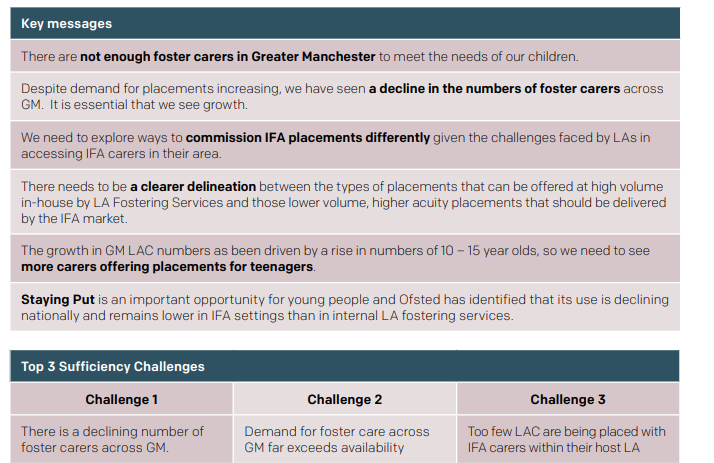 Key messages
There are not enough foster carers in Greater Manchester to meet the needs of our children.
Despite demand for placements increasing, we have seen a decline in the numbers of foster carers across
GM. It is essential that we see growth.
We need to explore ways to commission IFA placements differently given the challenges faced by LAs in
accessing IFA carers in their area.
There needs to be a clearer delineation between the types of placements that can be offered at high volume
in-house by LA Fostering Services and those lower volume, higher acuity placements that should be delivered
by the IFA market.
The growth in GM LAC numbers as been driven by a rise in numbers of 10 – 15 year olds, so we need to see
more carers offering placements for teenagers.
Staying Put is an important opportunity for young people and Ofsted has identified that its use is declining
nationally and remains lower in IFA settings than in internal LA fostering services.
Top 3 Sufficiency Challenges
Challenge 1
Challenge 2
Challenge 3
There is a declining number of
foster carers across GM.
Demand for foster care across
GM far exceeds availability
Too few LAC are being placed with
IFA carers within their host LA